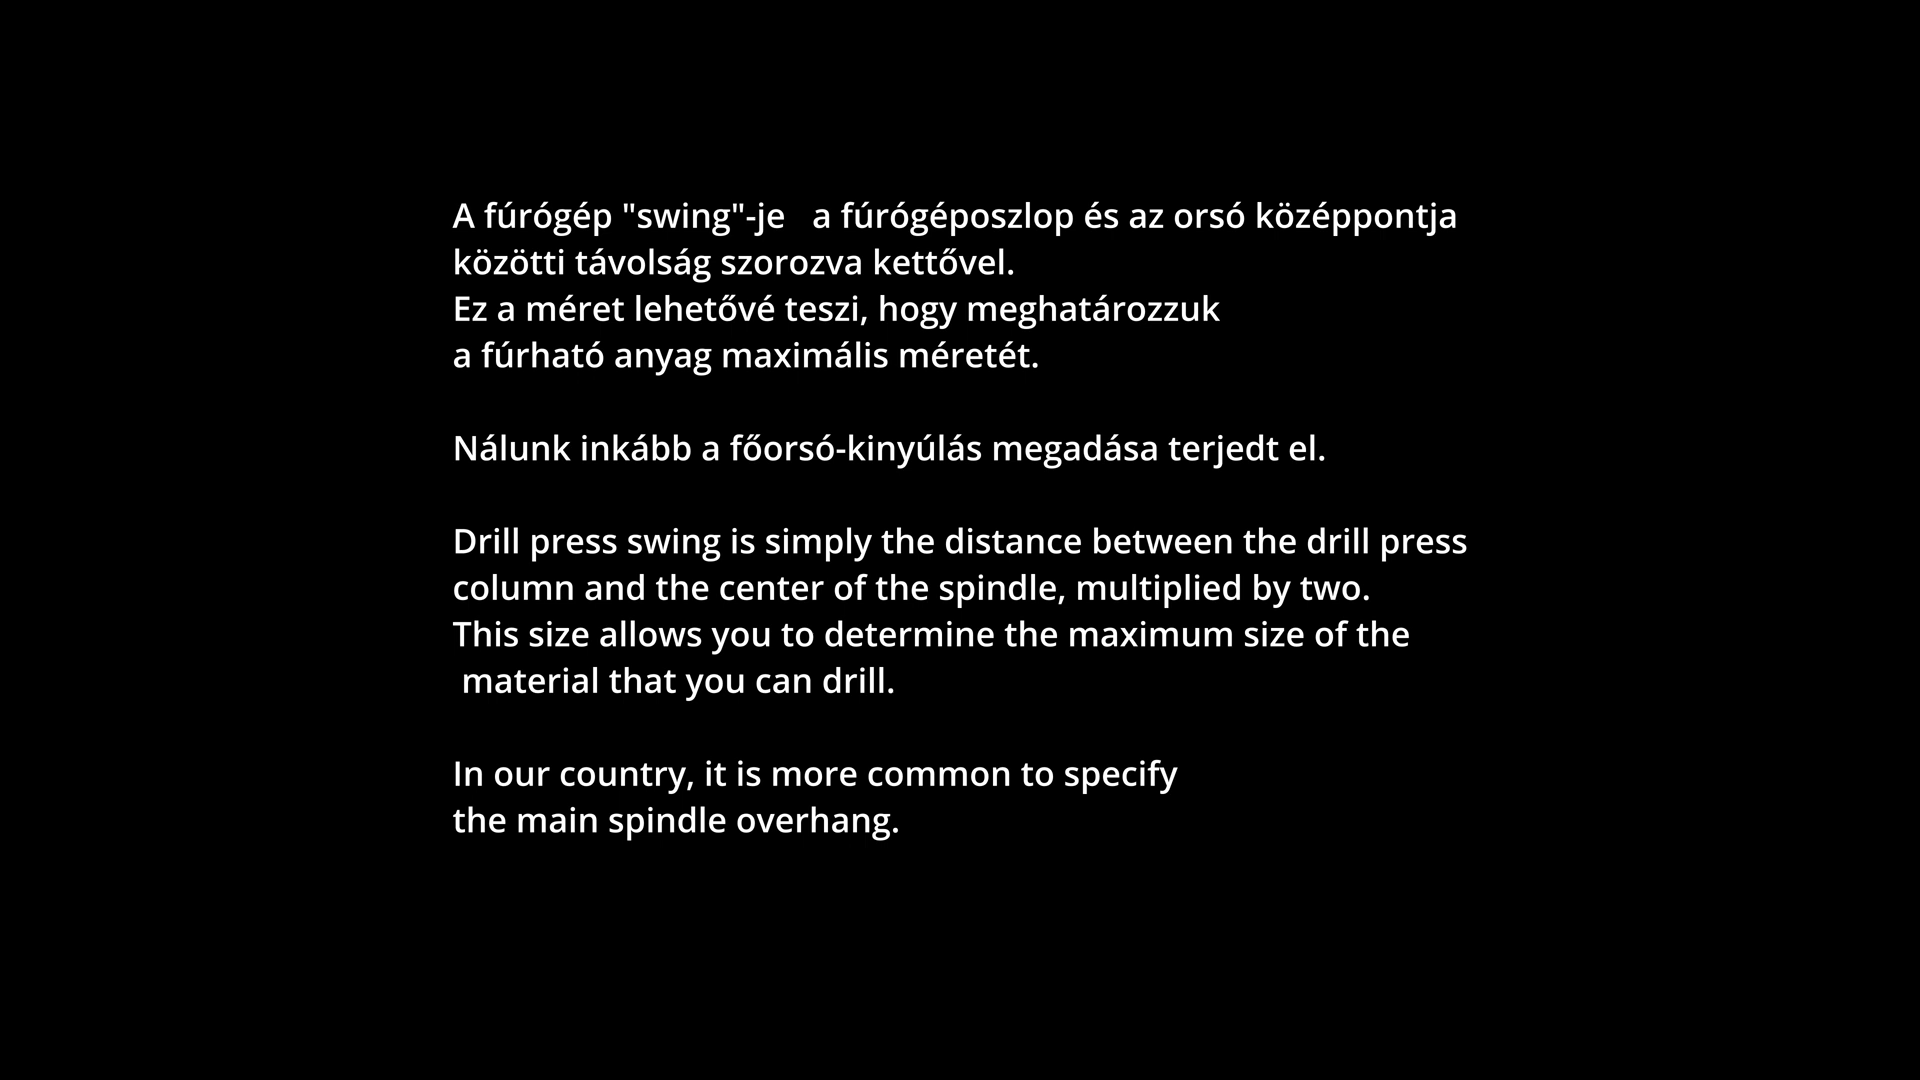 A fúrógép "swing"-je   a fúrógéposzlop és az orsó középpontja
közötti távolság szorozva kettővel.
Ez a méret lehetővé teszi, hogy meghatározzuk
a fúrható anyag maximális méretét.

Nálunk inkább a főorsó-kinyúlás megadása terjedt el.

Drill press swing is simply the distance between the drill press
column and the center of the spindle, multiplied by two.
This size allows you to determine the maximum size of the
 material that you can drill.

In our country, it is more common to specify
the main spindle overhang.